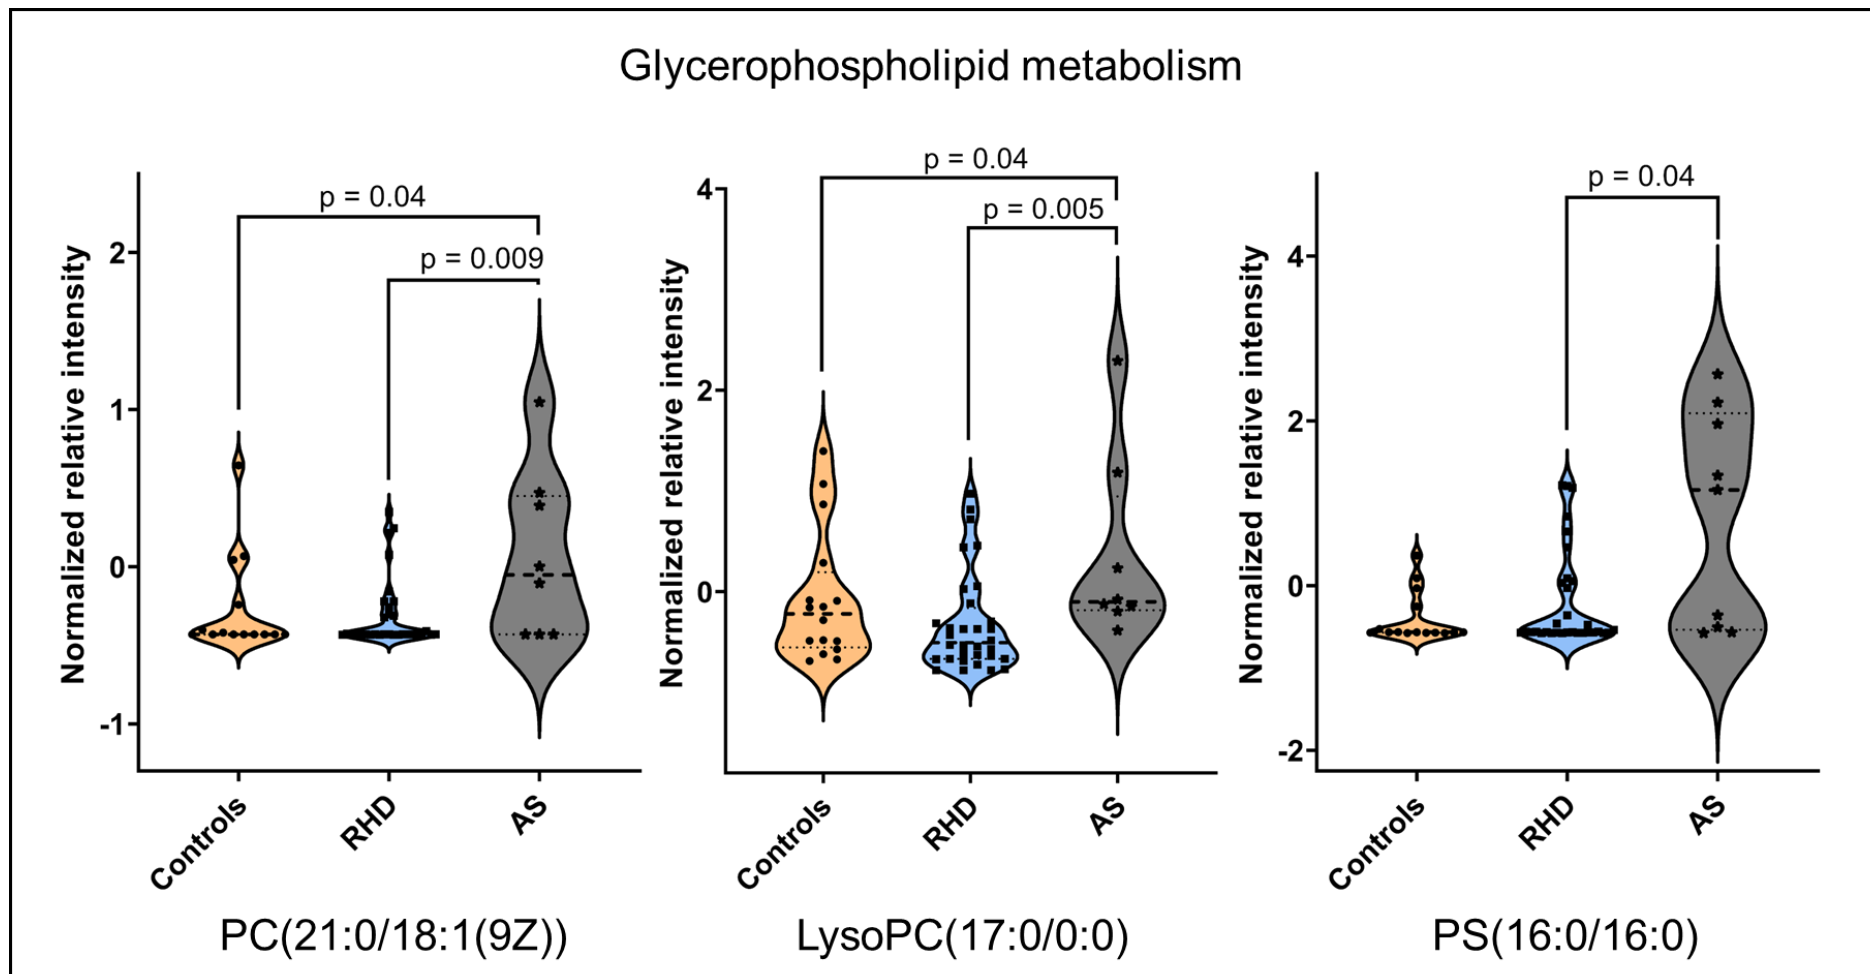 Glycerophospholipid metabolism
Normalized relative intensity
2
1
0
-1
p = 0.04
p = 0.009
Controls
RHD
AS
PC(21:0/18:1(9Z))
Normalized relative intensity
4
2
0
p = 0.04
p = 0.005
Controls
RHD
AS
LysoPC(17:0/0:0)
Normalized relative intensity
4
2
0
-2
p = 0.04
Controls
RHD
AS
PS(16:0/16:0)